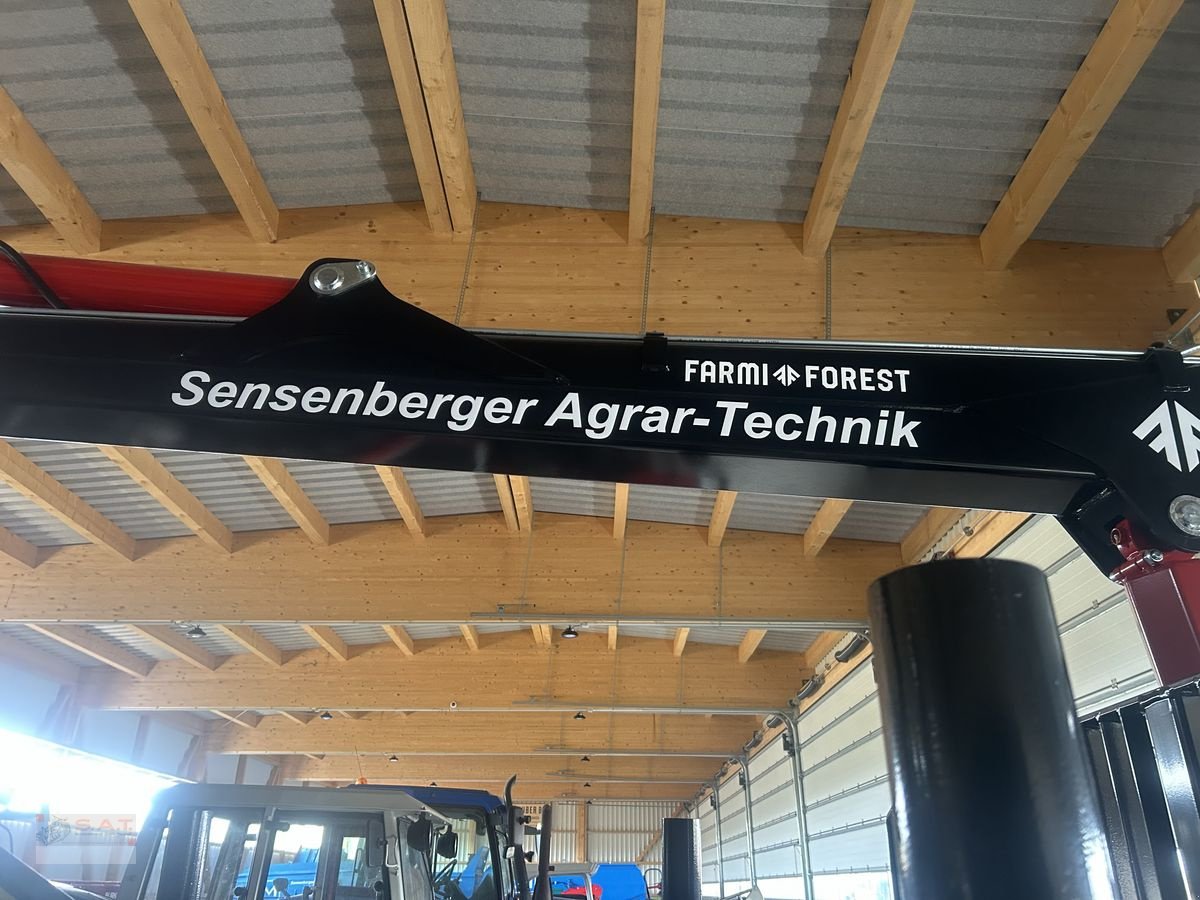 FARMI FOREST
Sensenberger Agrar-Technik
S.A.T.